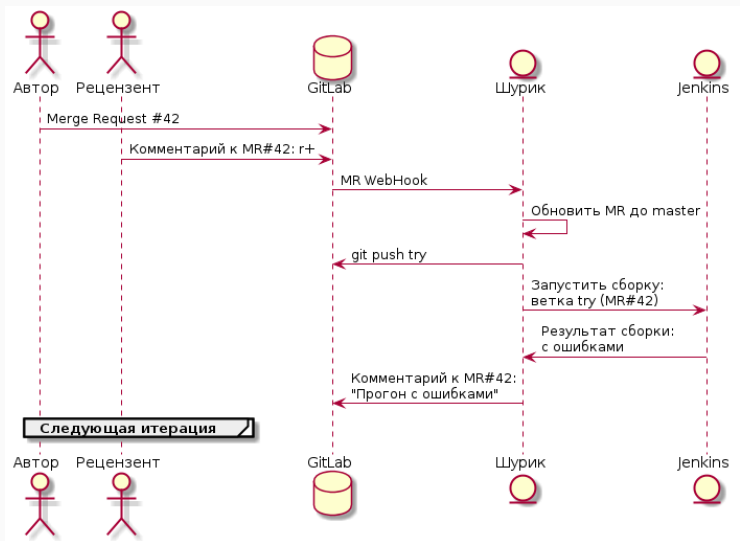 Автор Рецензент GitLab Шурик Jenkins
Merge Request #42
Комментарий к MR#42: r+
MR WebHook
Обновить MR до master
git push try
Запустить сборку:
ветка try (MR#42)
Результат сборки:
с ошибками
Комментарий к MR#42:
"Прогон с ошибками"
Следующая итерация
Автор Рецензент GitLab Шурик Jenkins